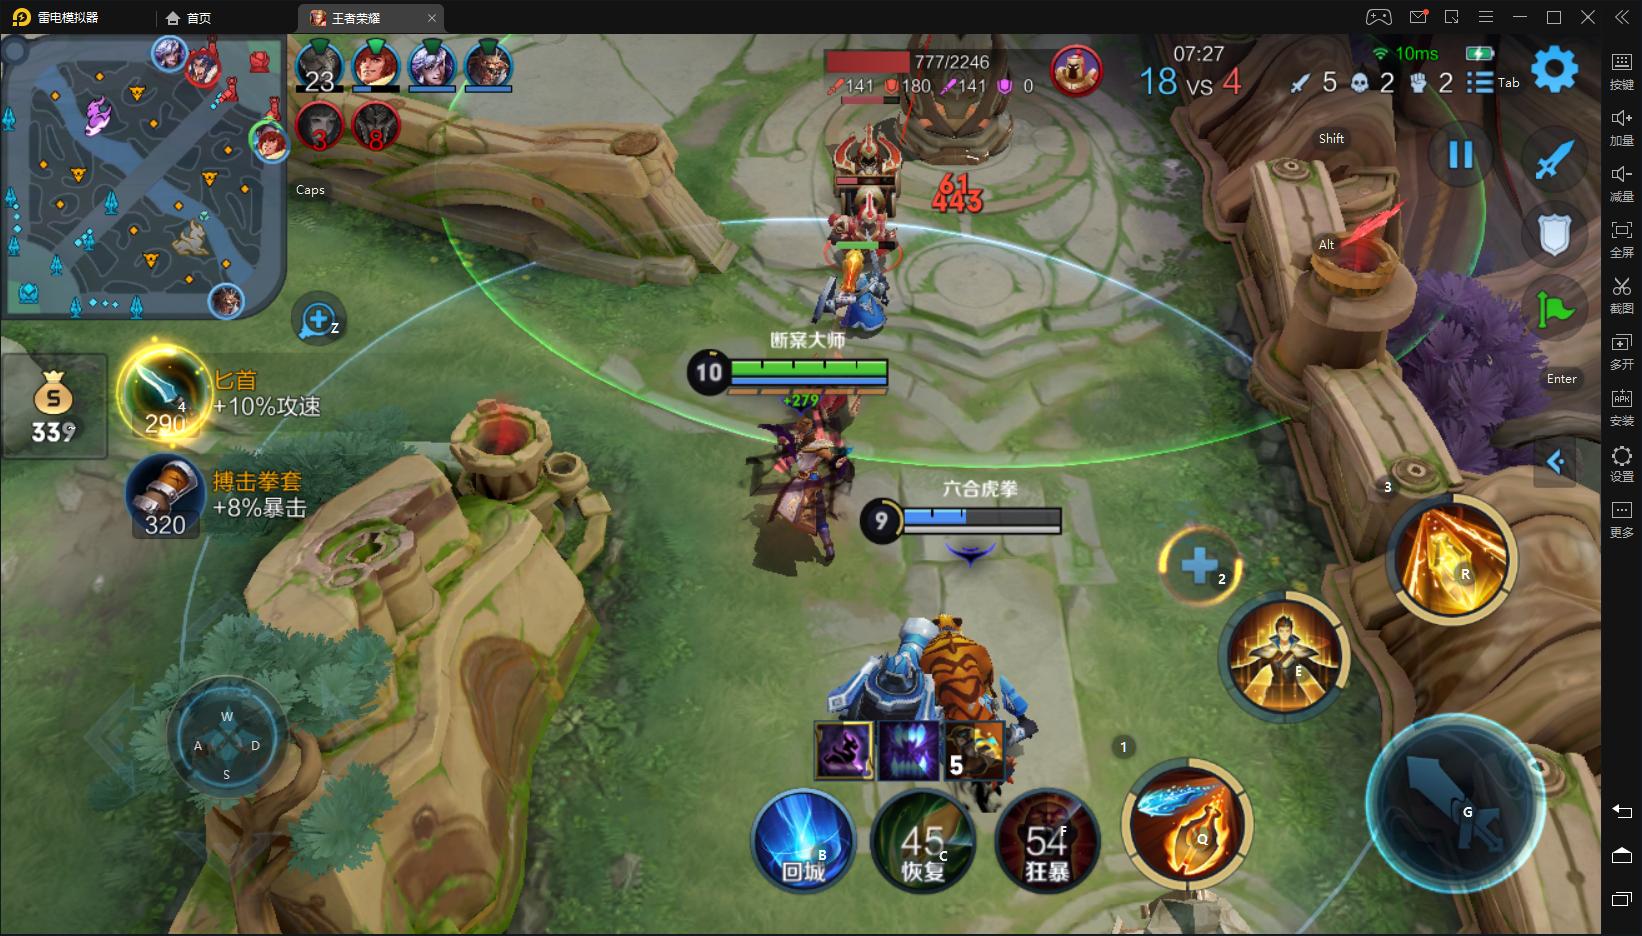 雷电模拟器
首页
王者荣耀
23
3
8
Caps
777/2246
141 180 141 0
07:27
18 VS 4
10ms
5 2 2
Tab
Shift
Alt
Enter
61
443
Z
339
匕首
+10%攻速
4
290
搏击拳套
+8%暴击
320
断案大师
10
+279
六合虎拳
9
3
R
2
E
1
Q
G
W
A D
S
5
回城 B
45 C
恢复
54 F
狂暴
按键
加量
减量
全屏
截图
多开
APK
安装
设置
更多